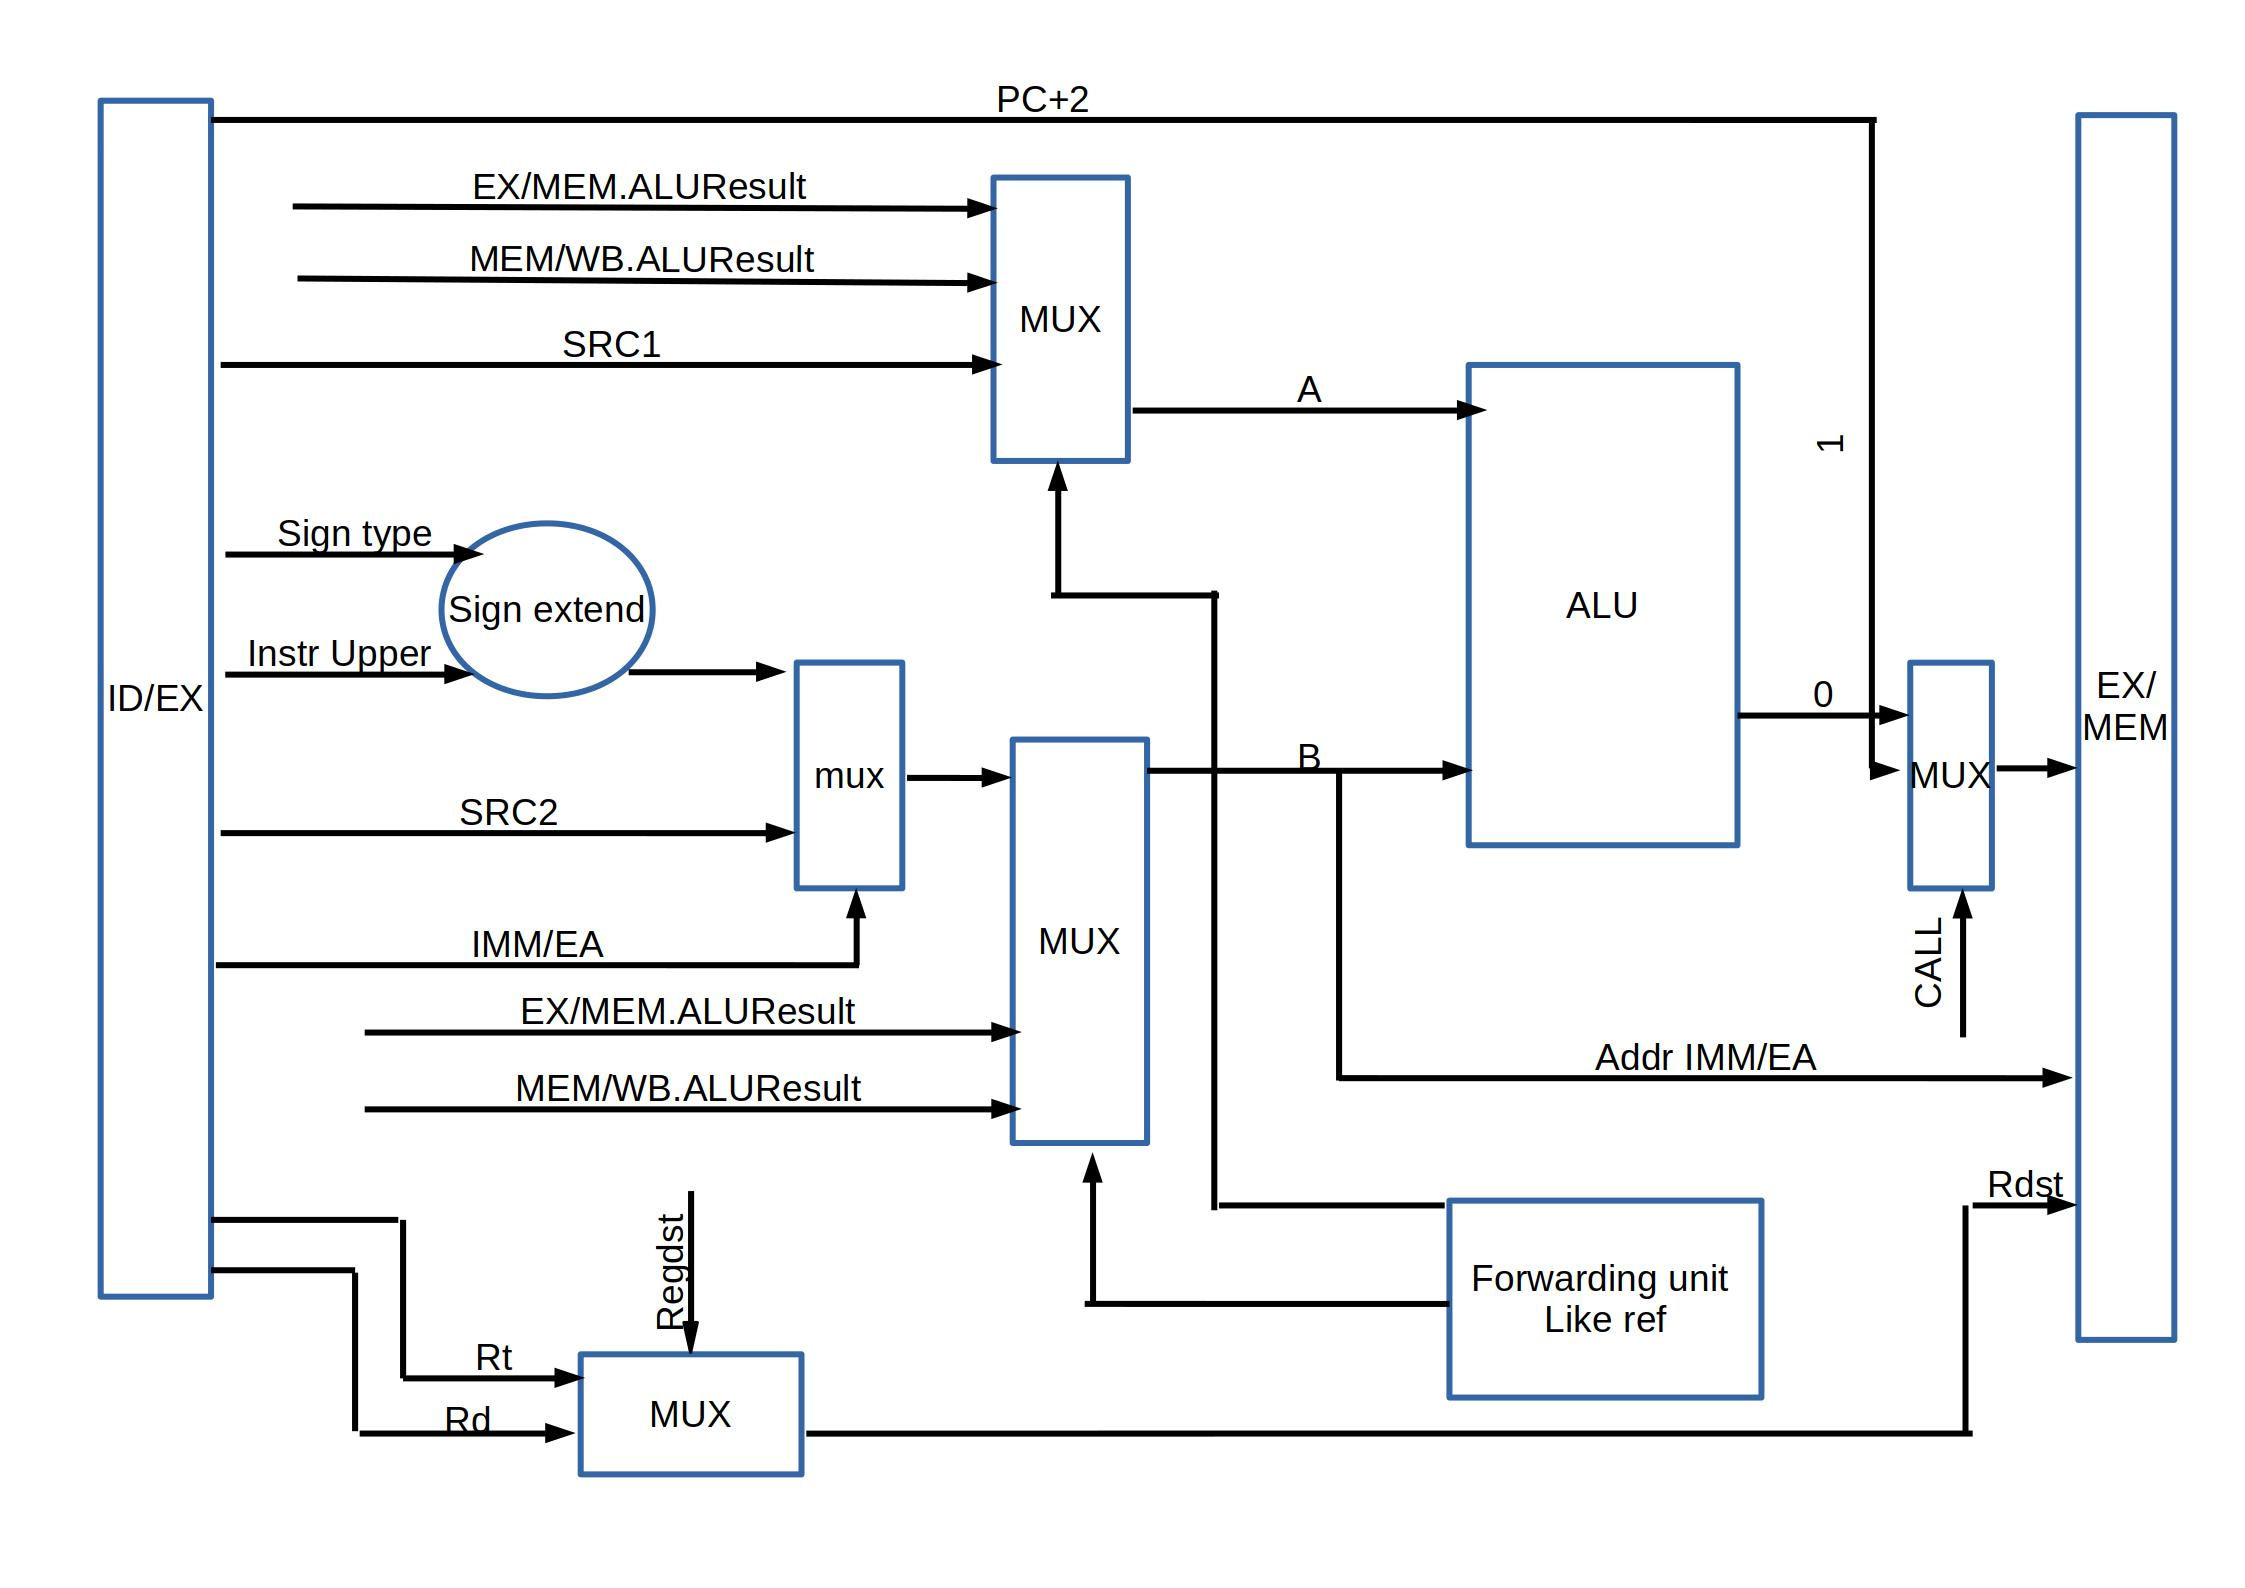 PC+2
EX/MEM.ALUResult
MEM/WB.ALUResult
MUX
SRC1
A
1
Sign type
Sign extend
ALU
Instr Upper
ID/EX
0
EX/
MEM
B
mux
MUX
SRC2
MUX
IMM/EA
CALL
EX/MEM.ALUResult
Addr IMM/EA
MEM/WB.ALUResult
Rdst
Regdst
Forwarding unit
Like ref
Rt
Rd
MUX